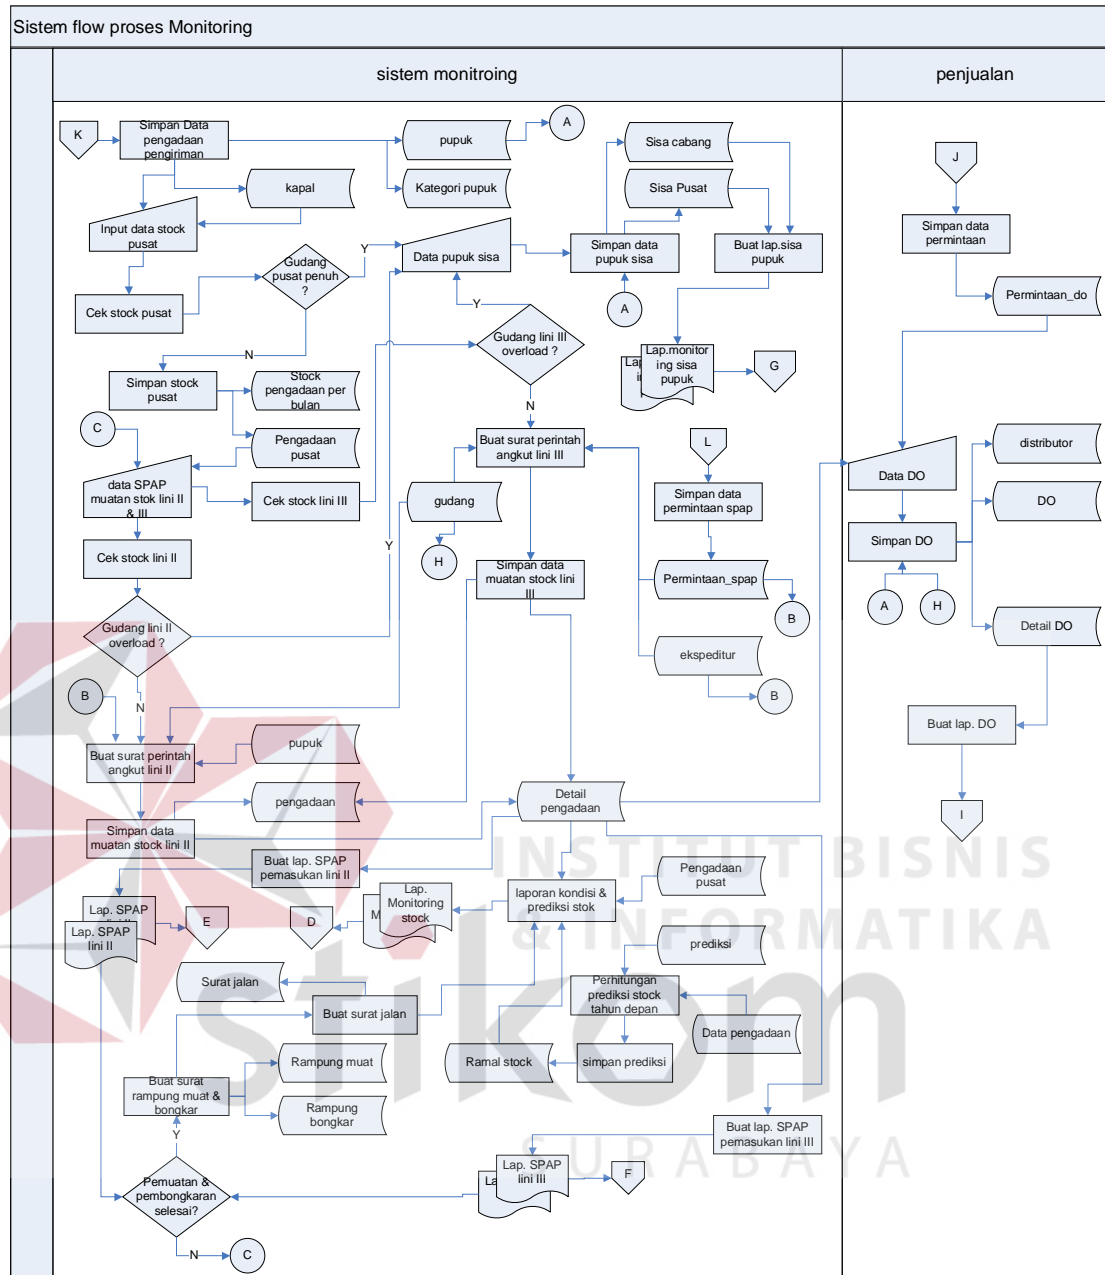 Sistem flow proses Monitoring
sistem monitroing
penjualan
K
Simpan Data
pengadaan
pengiriman
pupuk
A
Sisa cabang
kapal
Kategori pupuk
Sisa Pusat
J
Input data stock
pusat
Gudang
pusat penuh
?
Y
Data pupuk sisa
Simpan data
pupuk sisa
Buat lap.sisa
pupuk
Simpan data
permintaan
Cek stock pusat
Y
A
Permintaan_do
N
Gudang lini III
overload ?
Lap.monitor
ing sisa
pupuk
Lap
in
p
G
Simpan stock
pusat
Stock
pengadaan per
bulan
N
C
Pengadaan
pusat
Buat surat perintah
angkut lini III
L
distributor
data SPAP
muatan stok lini II
& III
Cek stock lini III
gudang
Simpan data
permintaan spap
Data DO
DO
Cek stock lini II
Y
H
Simpan data
muatan stock lini
III
Permintaan_spap
Simpan DO
B
A
H
Gudang lini II
overload ?
ekspeditur
Detail DO
B
N
B
Buat surat perintah
angkut lini II
pupuk
Buat lap. DO
pengadaan
Detail
pengadaan
I
Simpan data
muatan stock lini II
INSTITUT BISNIS
& INFORMATIKA
stikom
SURABAYA
Buat lap. SPAP
pemasukan lini II
Lap.
Monitoring
stock
M
laporan kondisi &
prediksi stok
Pengadaan
pusat
Lap. SPAP
lini II
Lap. SPAP
lini II
E
D
prediksi
Surat jalan
Perhitungan
prediksi stock
tahun depan
Buat surat jalan
Data pengadaan
Rampung muat
Ramal stock
simpan prediksi
Buat surat
rampung muat &
bongkar
Rampung
bongkar
Y
Buat lap. SPAP
pemasukan lini III
Pemuatan &
pembongkaran
selesai?
Lap. SPAP
lini III
La
F
N
C